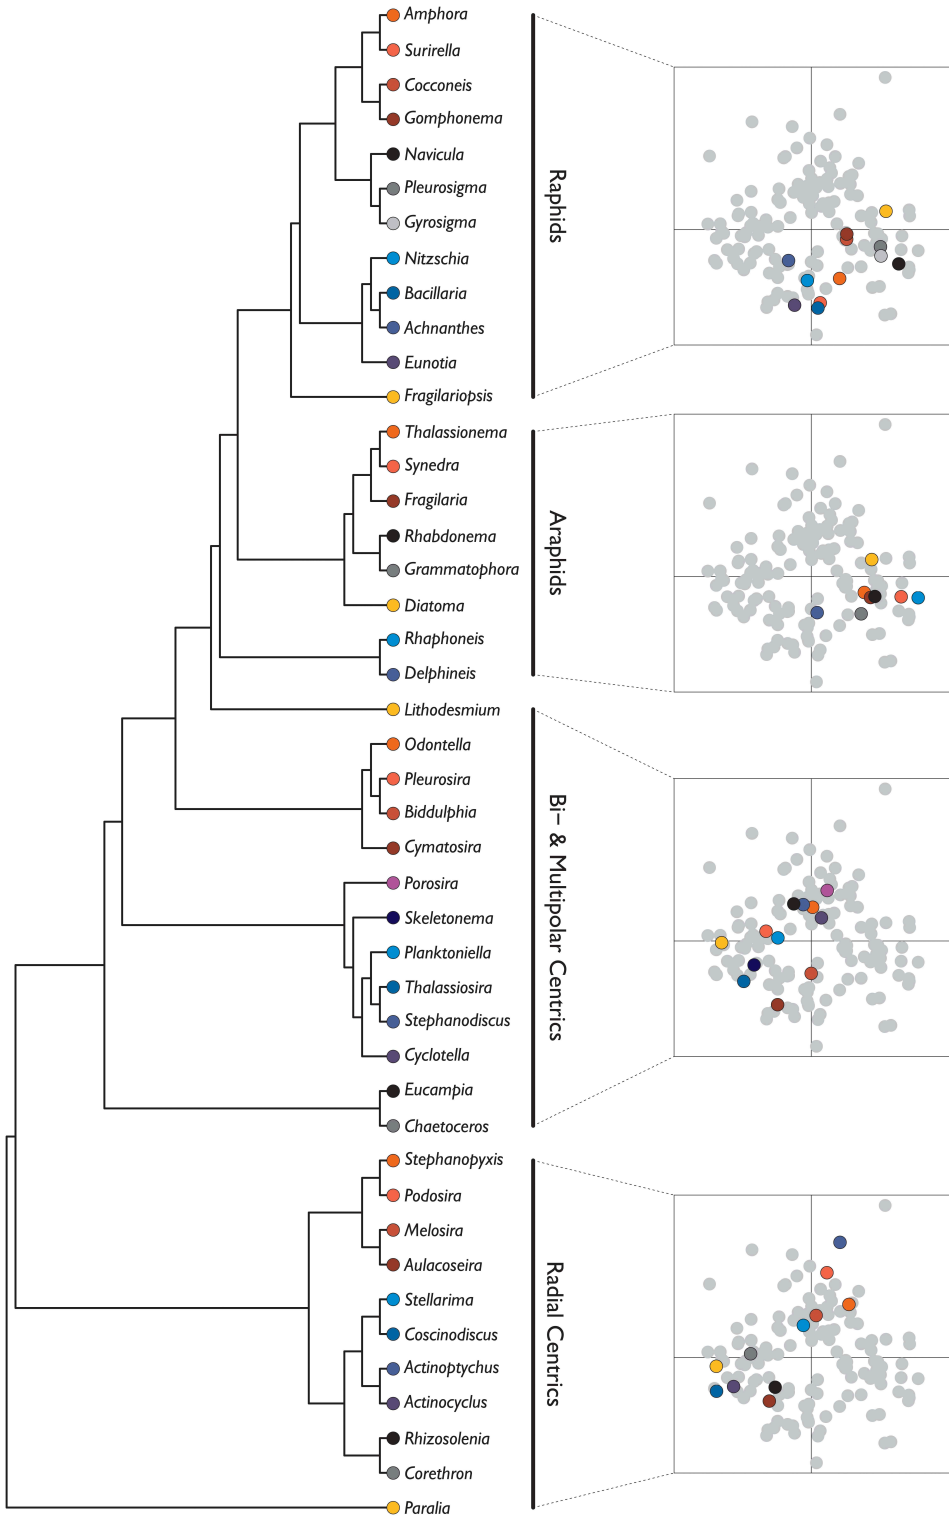 Amphora
Surirella
Cocconeis
Gomphonema
Navicula
Pleurosigma
Gyrosigma
Nitzschia
Bacillaria
Achnanthes
Eunotia
Fragilariopsis
Raphids
Thalassionema
Synedra
Fragilaria
Rhabdonema
Grammatophora
Diatoma
Rhaphoneis
Delphineis
Araphids
Lithodesmium
Odontella
Pleurosira
Biddulphia
Cymatosira
Porosira
Skeletonema
Planktoniella
Thalassiosira
Stephanodiscus
Cyclotella
Eucampia
Chaetoceros
Bi– & Multipolar Centrics
Stephanopyxis
Podosira
Melosira
Aulacoseira
Stellarima
Coscinodiscus
Actinoptychus
Actinocyclus
Rhizosolenia
Corethron
Paralia
Radial Centrics